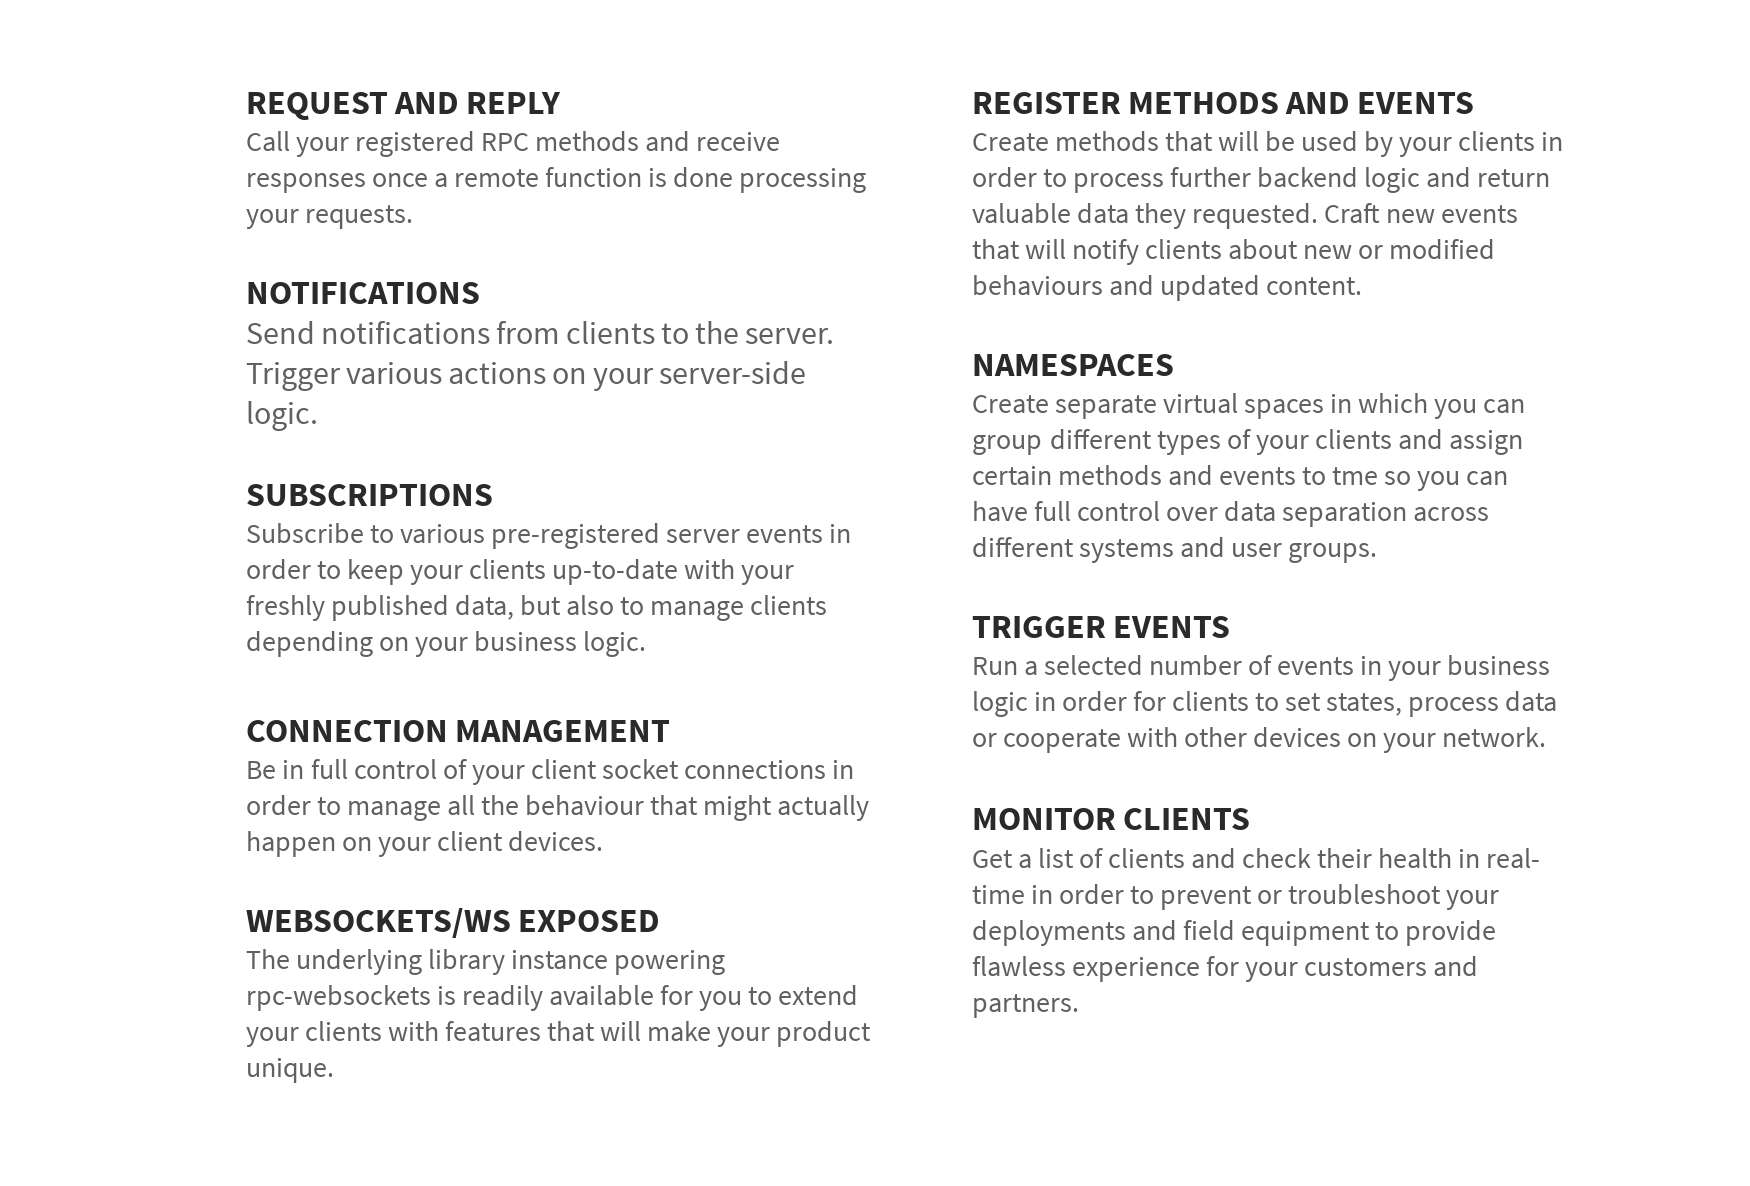 REQUEST AND REPLY
Call your registered RPC methods and receive
responses once a remote function is done processing
your requests.
NOTIFICATIONS
Send notifications from clients to the server.
Trigger various actions on your server-side
logic.
SUBSCRIPTIONS
Subscribe to various pre-registered server events in
order to keep your clients up-to-date with your
freshly published data, but also to manage clients
depending on your business logic.
CONNECTION MANAGEMENT
Be in full control of your client socket connections in
order to manage all the behaviour that might actually
happen on your client devices.
WEBSOCKETS/WS EXPOSED
The underlying library instance powering
rpc-websockets is readily available for you to extend
your clients with features that will make your product
unique.
REGISTER METHODS AND EVENTS
Create methods that will be used by your clients in
order to process further backend logic and return
valuable data they requested. Craft new events
that will notify clients about new or modified
behaviours and updated content.
NAMESPACES
Create separate virtual spaces in which you can
group different types of your clients and assign
certain methods and events to tme so you can
have full control over data separation across
different systems and user groups.
TRIGGER EVENTS
Run a selected number of events in your business
logic in order for clients to set states, process data
or cooperate with other devices on your network.
MONITOR CLIENTS
Get a list of clients and check their health in real-
time in order to prevent or troubleshoot your
deployments and field equipment to provide
flawless experience for your customers and
partners.